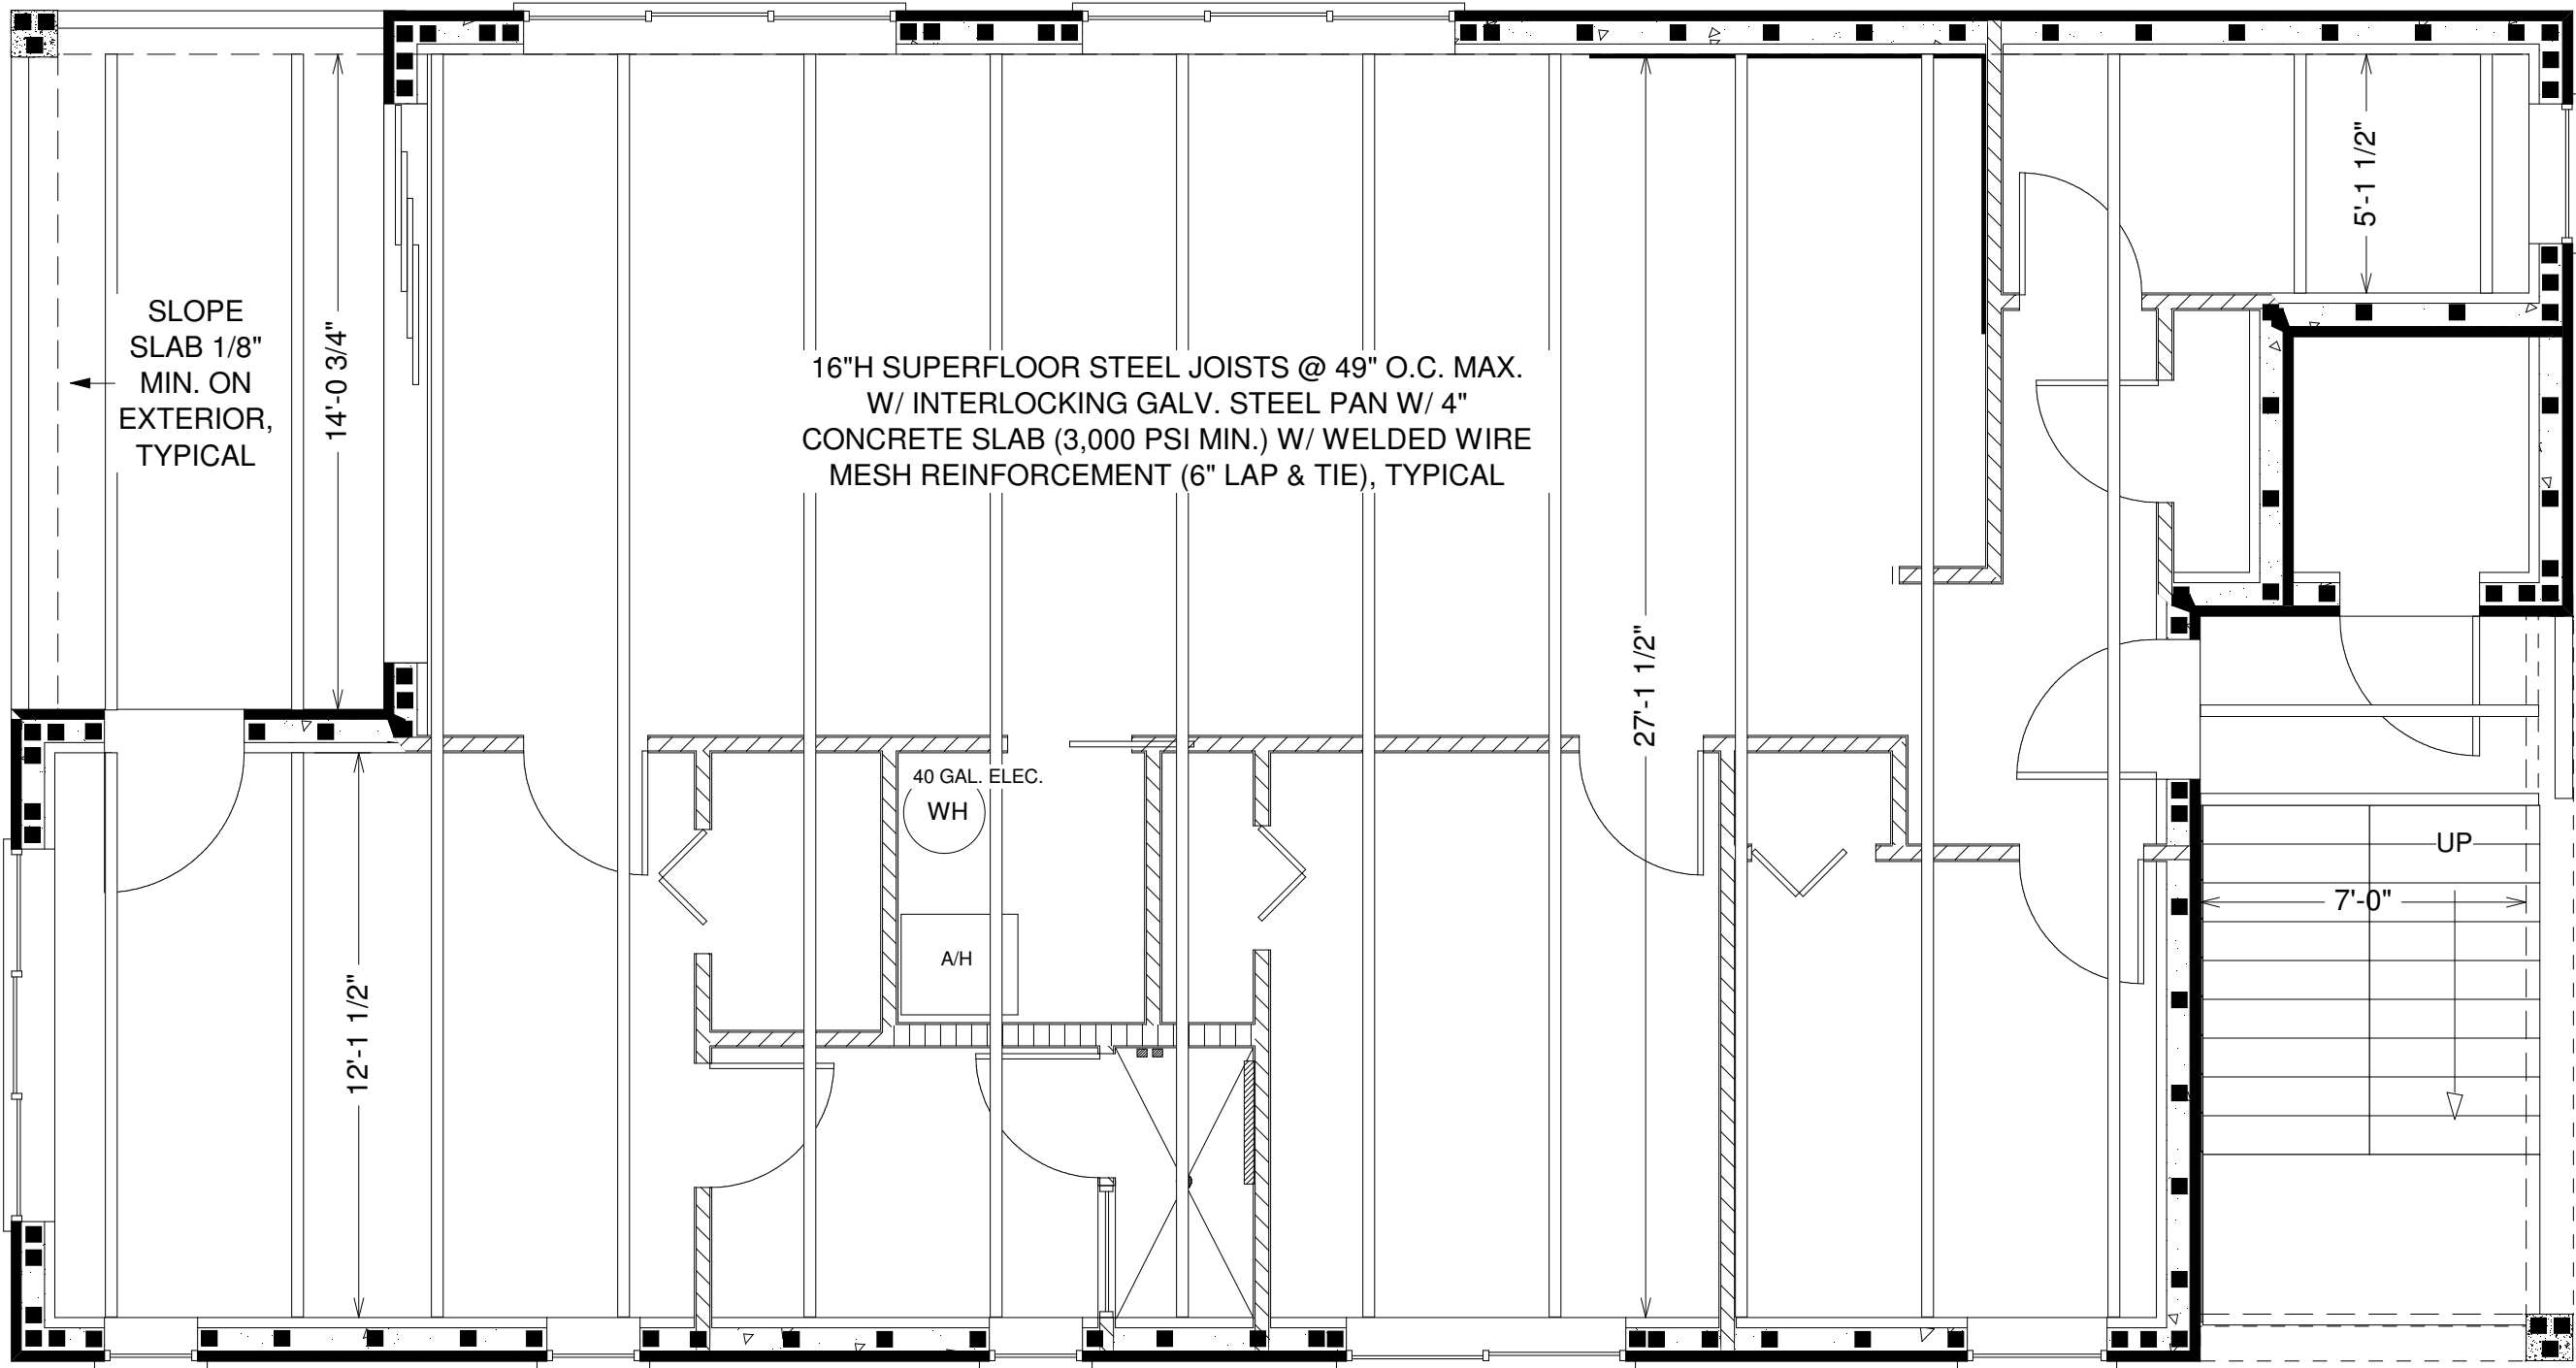 SLOPE
SLAB 1/8"
MIN. ON
EXTERIOR,
TYPICAL
14'-0 3/4"
16"H SUPERFLOOR STEEL JOISTS @ 49" O.C. MAX.
W/ INTERLOCKING GALV. STEEL PAN W/ 4"
CONCRETE SLAB (3,000 PSI MIN.) W/ WELDED WIRE
MESH REINFORCEMENT (6" LAP & TIE), TYPICAL
5'-1 1/2"
27'-1 1/2"
40 GAL. ELEC.
WH
A/H
12'-1 1/2"
UP
7'-0"